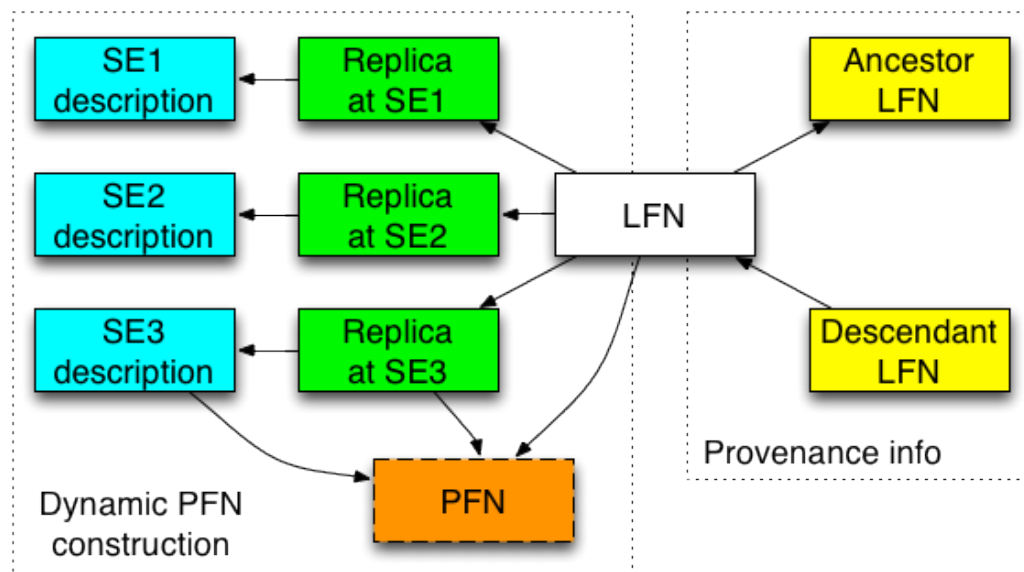 SE1
description
Replica
at SE1
Ancestor
LFN
SE2
description
Replica
at SE2
LFN
SE3
description
Replica
at SE3
Descendant
LFN
Provenance info
Dynamic PFN
construction
PFN